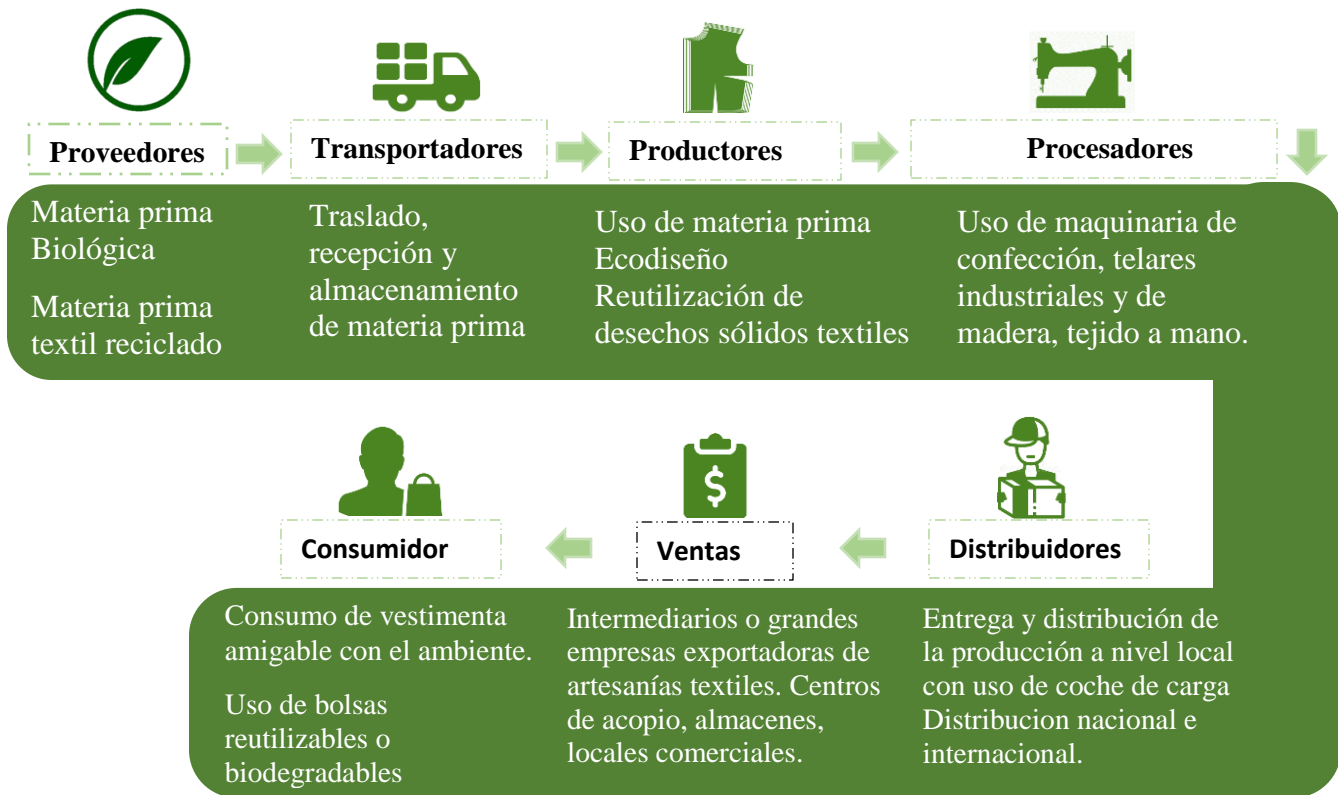 Proveedores
Transportadores
Productores
Procesadores
Materia prima
Biológica
Materia prima
textil reciclado
Traslado,
recepción y
almacenamiento
de materia prima
Uso de materia prima
Ecodiseño
Reutilización de
desechos sólidos textiles
Uso de maquinaria de
confección, telares
industriales y de
madera, tejido a mano.
$
Consumidor
Ventas
Distribuidores
Consumo de vestimenta
amigable con el ambiente.
Uso de bolsas
reutilizables o
biodegradables
Intermediarios o grandes
empresas exportadoras de
artesanías textiles. Centros
de acopio, almacenes,
locales comerciales.
Entrega y distribución de
la producción a nivel local
con uso de coche de carga
Distribucion nacional e
internacional.